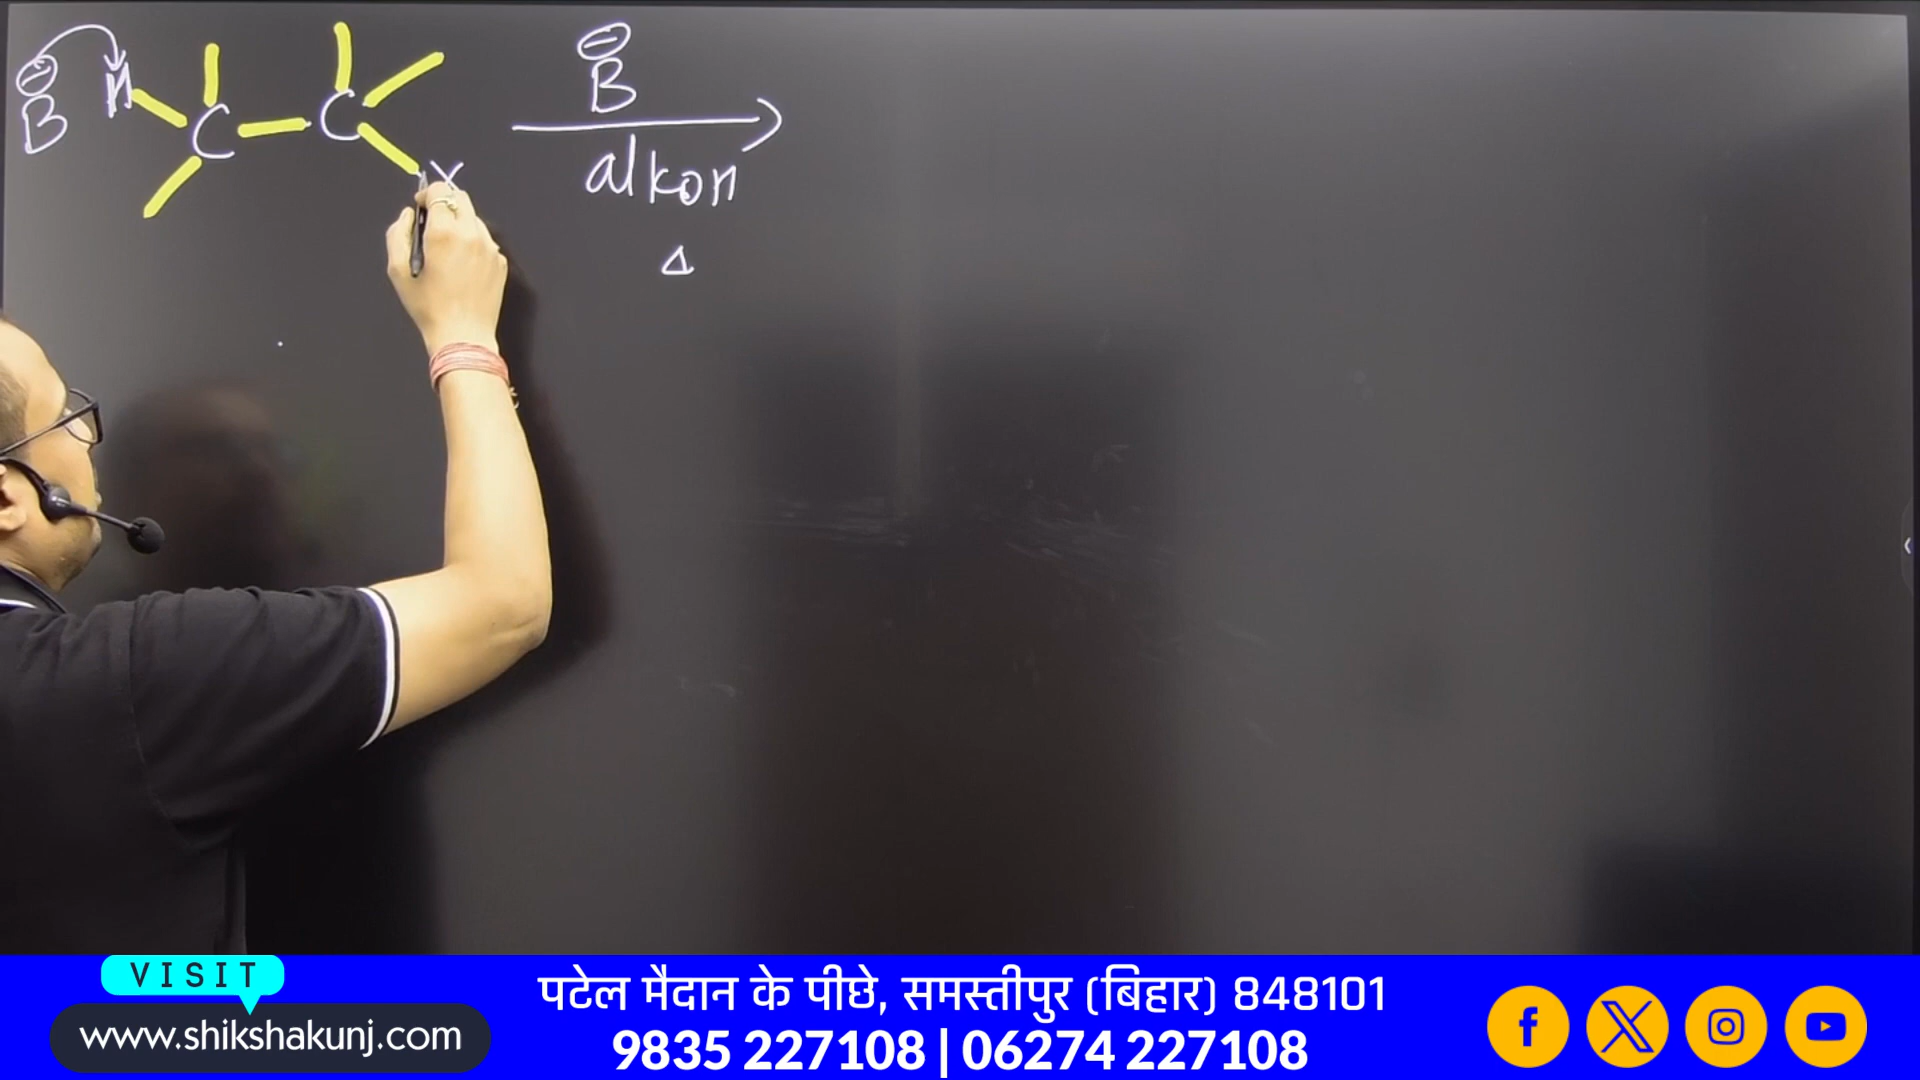 ⊖
B H C C X
⊖
B
alkoH
Δ
VISIT
www.shikshakunj.com
पटेल मैदान के पीछे, समस्तीपुर (बिहार) 848101
9835 227108 | 06274 227108